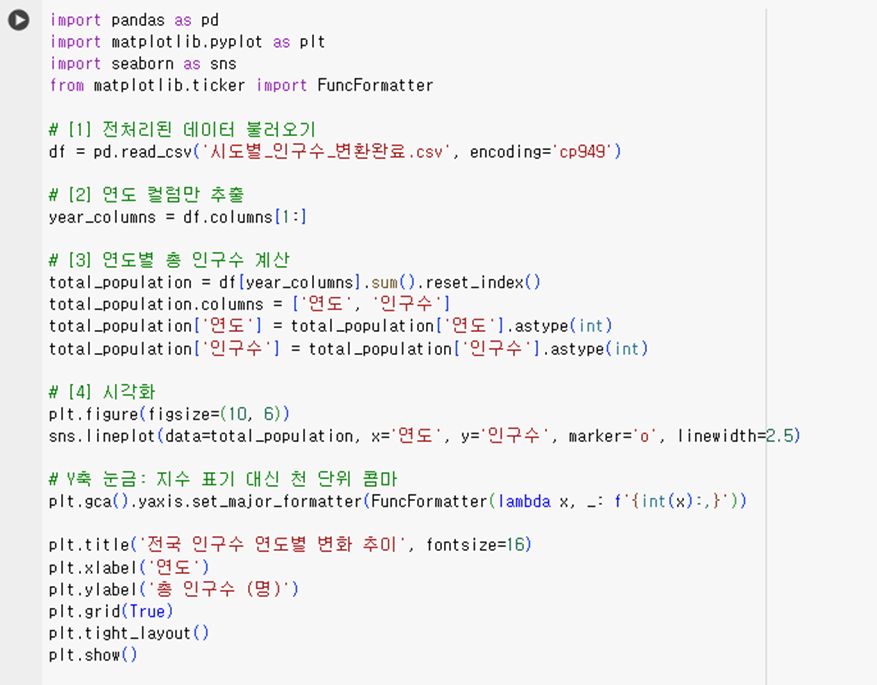 import pandas as pd
import matplotlib.pyplot as plt
import seaborn as sns
from matplotlib.ticker import FuncFormatter
# [1] 전처리된 데이터 불러오기
df = pd.read_csv('시도별_인구수_변환완료.csv', encoding='cp949')
# [2] 연도 컬럼만 추출
year_columns = df.columns[1:]
# [3] 연도별 총 인구수 계산
total_population = df[year_columns].sum().reset_index()
total_population.columns = ['연도', '인구수']
total_population['연도'] = total_population['연도'].astype(int)
total_population['인구수'] = total_population['인구수'].astype(int)
# [4] 시각화
plt.figure(figsize=(10, 6))
sns.lineplot(data=total_population, x='연도', y='인구수', marker='o', linewidth=2.5)
# Y축 눈금: 지수 표기 대신 천 단위 콤마
plt.gca().yaxis.set_major_formatter(FuncFormatter(lambda x, _: f'{int(x):,}'))
plt.title('전국 인구수 연도별 변화 추이', fontsize=16)
plt.xlabel('연도')
plt.ylabel('총 인구수 (명)')
plt.grid(True)
plt.tight_layout()
plt.show()